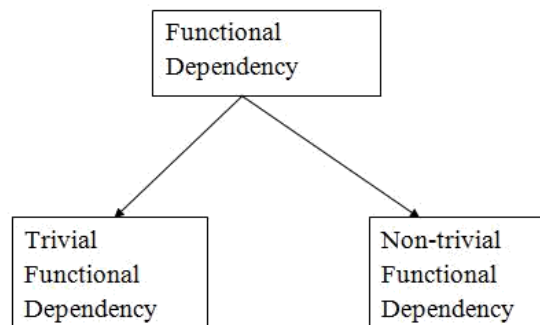 Functional
Dependency
Trivial
Functional
Dependency
Non-trivial
Functional
Dependency